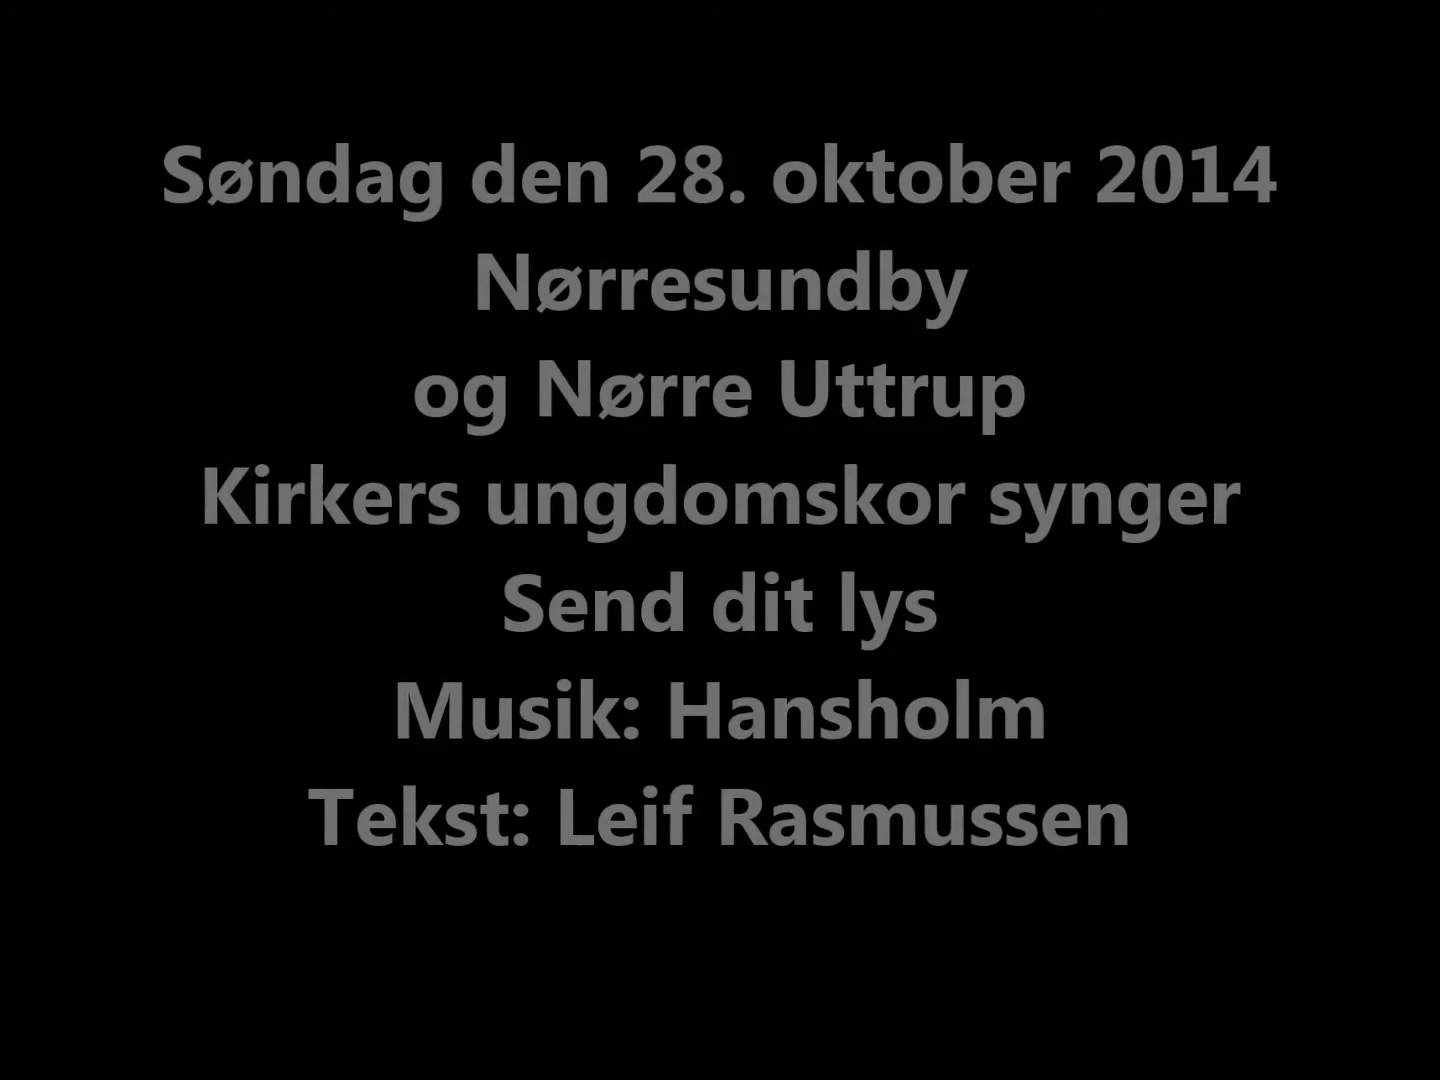 Søndag den 28. oktober 2014
Nørresundby
og Nørre Uttrup
Kirkers ungdomskor synger
Send dit lys
Musik: Hansholm
Tekst: Leif Rasmussen